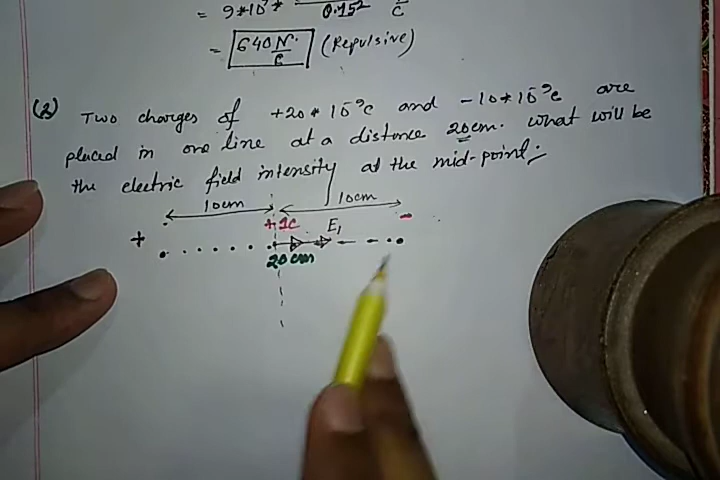 = 9*10⁹* 0.15² C
= 640 N/C (Repulsive)
(2) Two charges of +20*10⁻⁹c and -10*10⁻⁹c are
placed in one line at a distance 20cm. what will be
the electric field intensity at the mid-point:-
10cm 10cm
+ +1C E₁ -
20cm